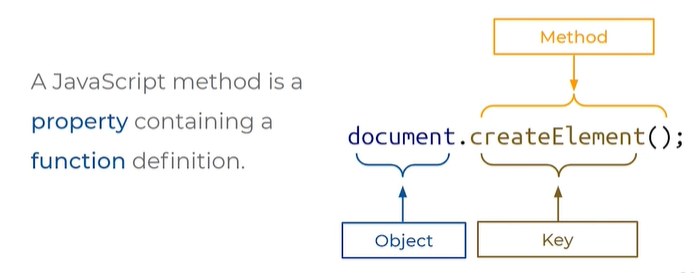 Method
A JavaScript method is a
property containing a
function definition.
document.createElement();
Object
Key